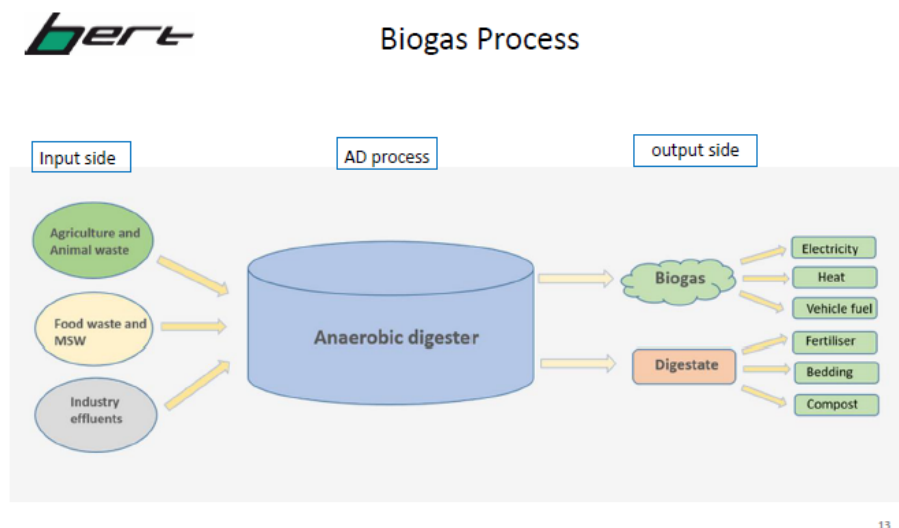 bert
Biogas Process
Input side
AD process
output side
Agriculture and
Animal waste
Food waste and
MSW
Industry
effluents
Anaerobic digester
Biogas
Digestate
Electricity
Heat
Vehicle fuel
Fertiliser
Bedding
Compost
13